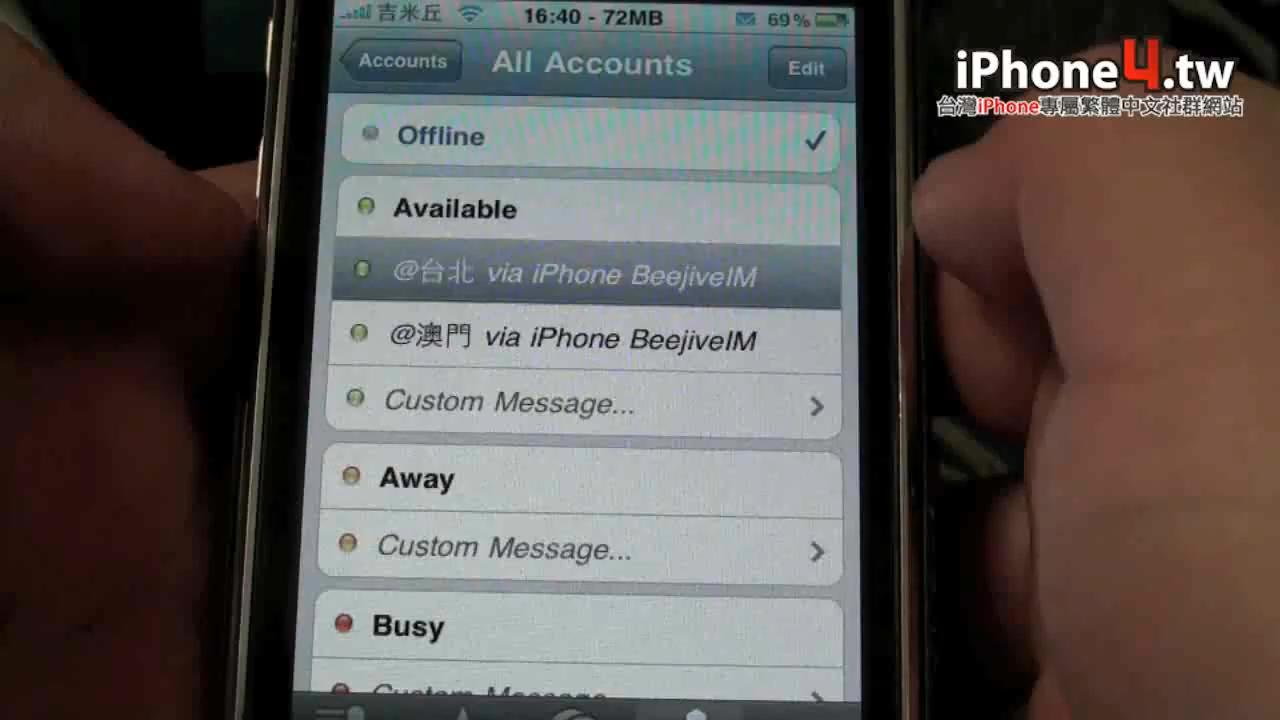 吉米丘 16:40 - 72MB 69%
Accounts All Accounts Edit
iPhone4.tw
台灣iPhone專屬繁體中文社群網站
Offline
Available
@台北 via iPhone BeejiveIM
@澳門 via iPhone BeejiveIM
Custom Message...
Away
Custom Message...
Busy
Custom Message